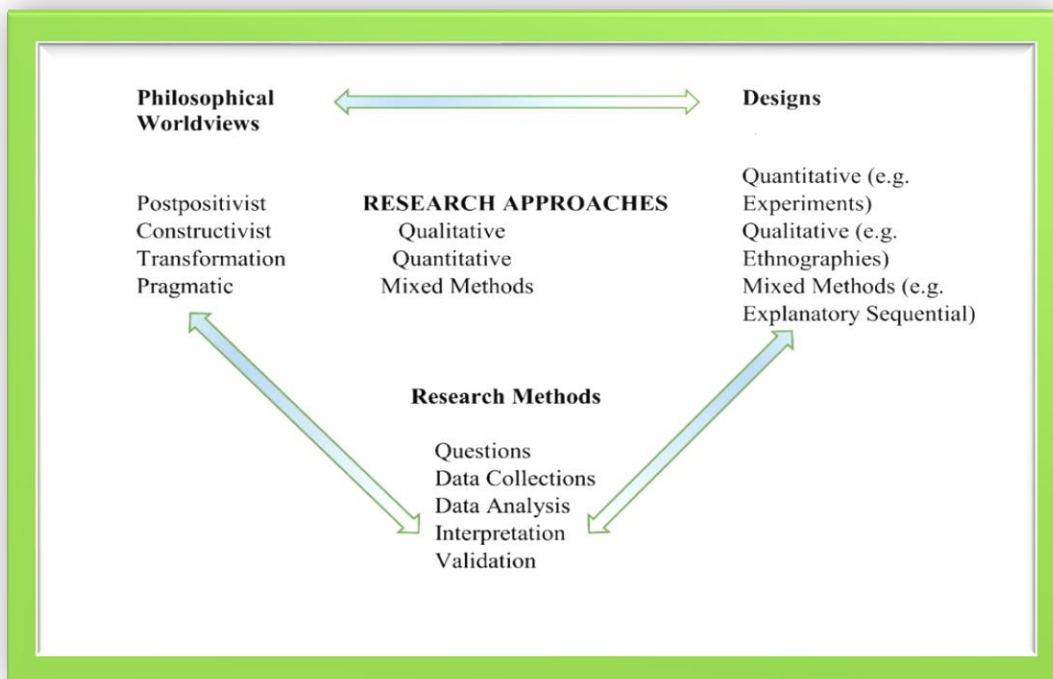 Philosophical
Worldviews
Designs
Postpositivist
Constructivist
Transformation
Pragmatic
RESEARCH APPROACHES
Qualitative
Quantitative
Mixed Methods
Quantitative (e.g.
Experiments)
Qualitative (e.g.
Ethnographies)
Mixed Methods (e.g.
Explanatory Sequential)
Research Methods
Questions
Data Collections
Data Analysis
Interpretation
Validation